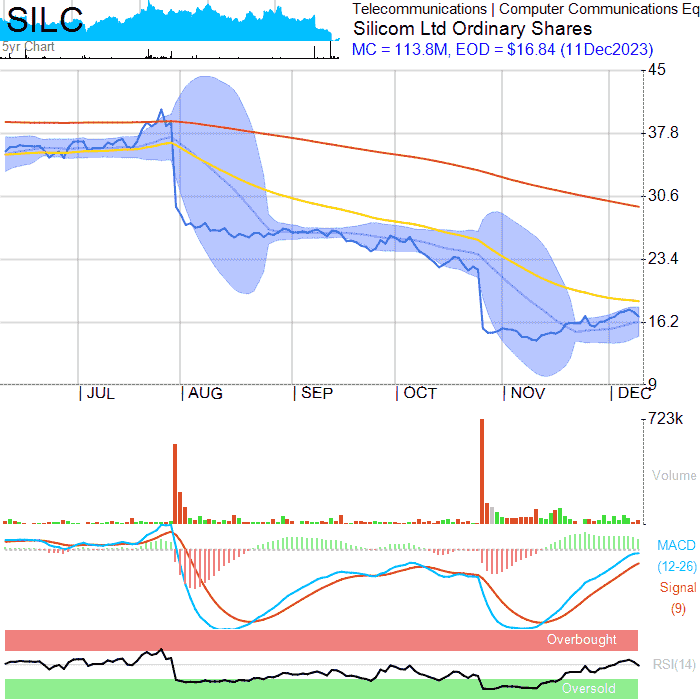 SILC
5yr Chart
Telecommunications | Computer Communications Eq
Silicom Ltd Ordinary Shares
MC = 113.8M, EOD = $16.84 (11Dec2023)
45
37.8
30.6
23.4
16.2
9
JUL AUG SEP OCT NOV DEC
723k
Volume
MACD
(12-26)
Signal
(9)
Overbought
RSI(14)
Oversold